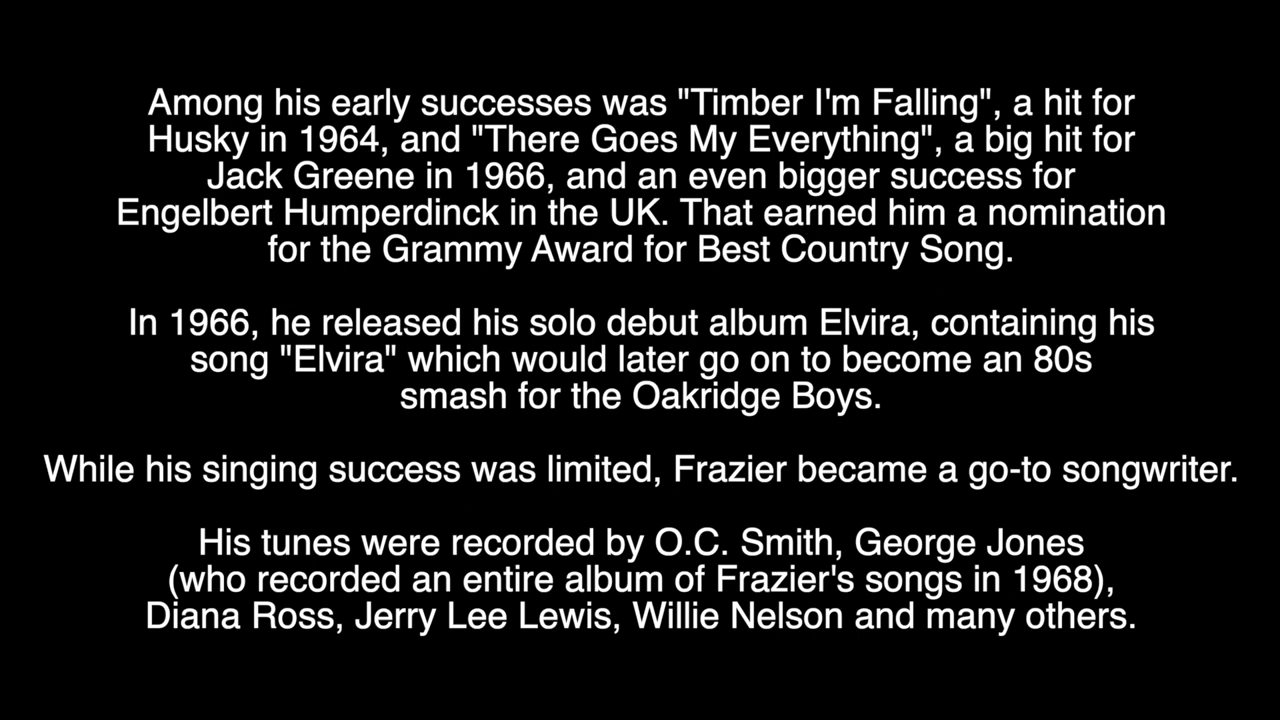 Among his early successes was "Timber I'm Falling", a hit for
Husky in 1964, and "There Goes My Everything", a big hit for
Jack Greene in 1966, and an even bigger success for
Engelbert Humperdinck in the UK. That earned him a nomination
for the Grammy Award for Best Country Song.
In 1966, he released his solo debut album Elvira, containing his
song "Elvira" which would later go on to become an 80s
smash for the Oakridge Boys.
While his singing success was limited, Frazier became a go-to songwriter.
His tunes were recorded by O.C. Smith, George Jones
(who recorded an entire album of Frazier's songs in 1968),
Diana Ross, Jerry Lee Lewis, Willie Nelson and many others.